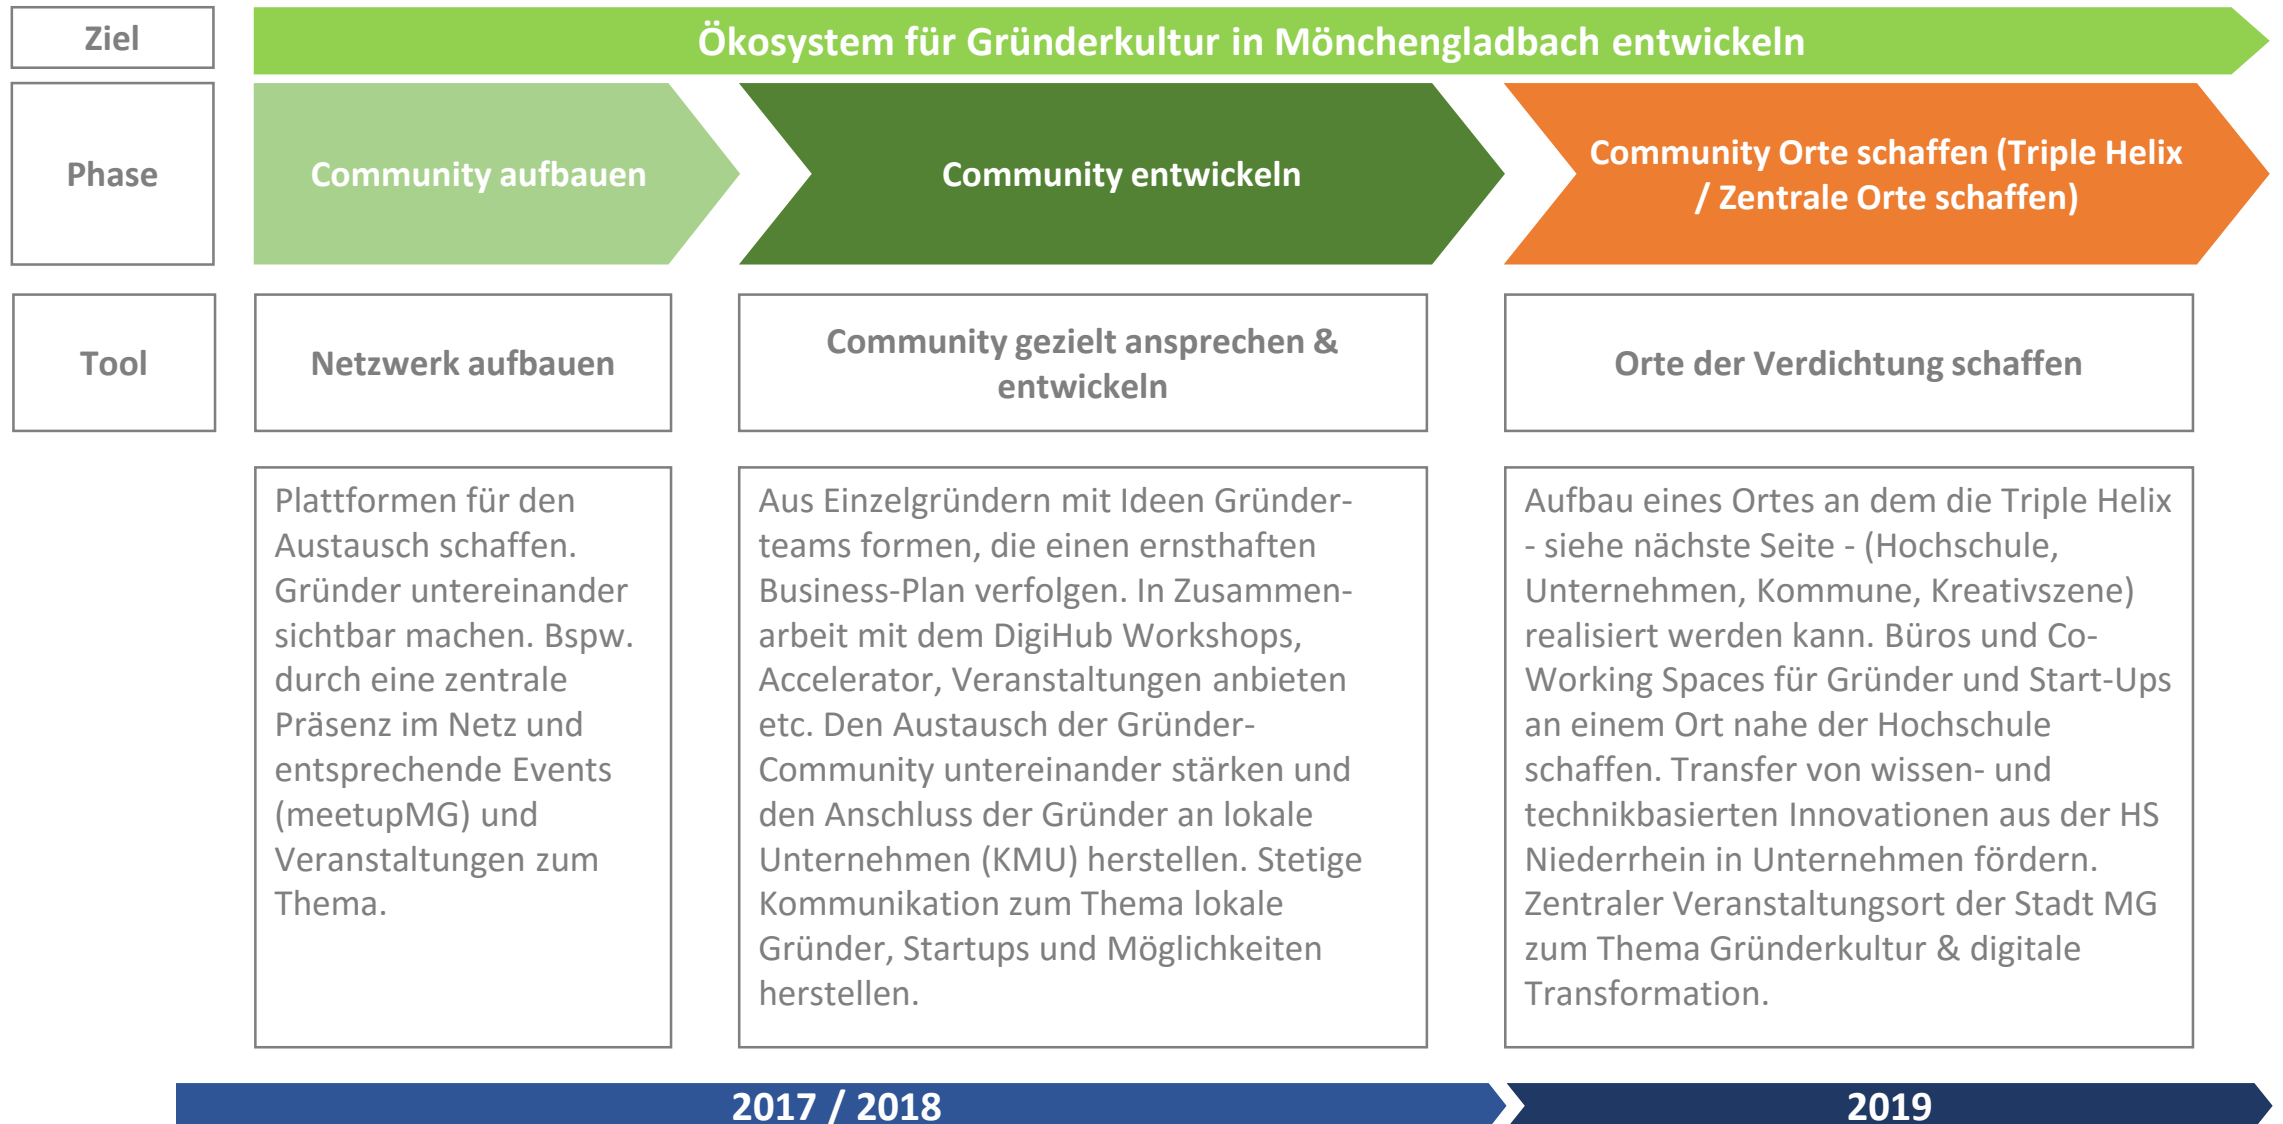 Ziel
Ökosystem für Gründerkultur in Mönchengladbach entwickeln
Phase
Community aufbauen
Community entwickeln
Community Orte schaffen (Triple Helix
/ Zentrale Orte schaffen)
Tool
Netzwerk aufbauen
Community gezielt ansprechen &
entwickeln
Orte der Verdichtung schaffen
Plattformen für den
Austausch schaffen.
Gründer untereinander
sichtbar machen. Bspw.
durch eine zentrale
Präsenz im Netz und
entsprechende Events
(meetupMG) und
Veranstaltungen zum
Thema.
Aus Einzelgründern mit Ideen Gründer-
teams formen, die einen ernsthaften
Business-Plan verfolgen. In Zusammen-
arbeit mit dem DigiHub Workshops,
Accelerator, Veranstaltungen anbieten
etc. Den Austausch der Gründer-
Community untereinander stärken und
den Anschluss der Gründer an lokale
Unternehmen (KMU) herstellen. Stetige
Kommunikation zum Thema lokale
Gründer, Startups und Möglichkeiten
herstellen.
Aufbau eines Ortes an dem die Triple Helix
- siehe nächste Seite - (Hochschule,
Unternehmen, Kommune, Kreativszene)
realisiert werden kann. Büros und Co-
Working Spaces für Gründer und Start-Ups
an einem Ort nahe der Hochschule
schaffen. Transfer von wissen- und
technikbasierten Innovationen aus der HS
Niederrhein in Unternehmen fördern.
Zentraler Veranstaltungsort der Stadt MG
zum Thema Gründerkultur & digitale
Transformation.
2017 / 2018
2019